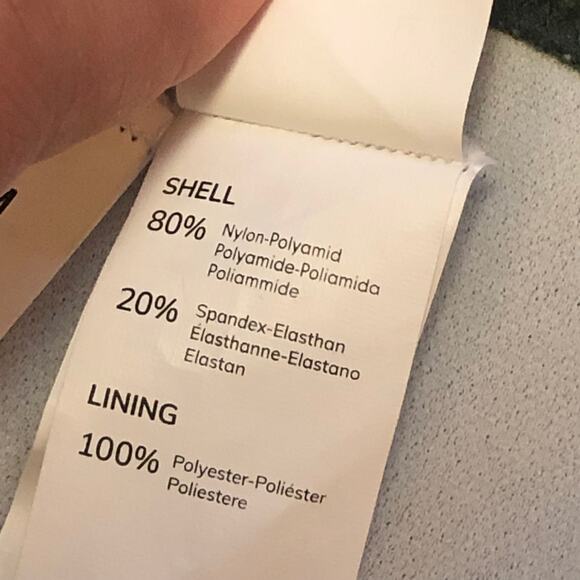 SHELL
80% Nylon-Polyamid
Polyamide-Poliamida
Poliammide
20% Spandex-Elasthan
Élasthanne-Elastano
Elastan
LINING
100% Polyester-Poliéster
Poliestere